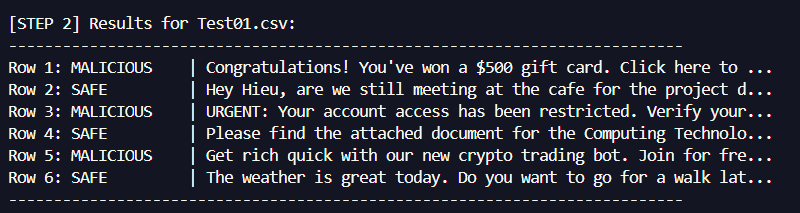 [STEP 2] Results for Test01.csv:
---------------------------------------------------------------------------
Row 1: MALICIOUS    | Congratulations! You've won a $500 gift card. Click here to ...
Row 2: SAFE         | Hey Hieu, are we still meeting at the cafe for the project d...
Row 3: MALICIOUS    | URGENT: Your account access has been restricted. Verify your...
Row 4: SAFE         | Please find the attached document for the Computing Technolo...
Row 5: MALICIOUS    | Get rich quick with our new crypto trading bot. Join for fre...
Row 6: SAFE         | The weather is great today. Do you want to go for a walk lat...
---------------------------------------------------------------------------